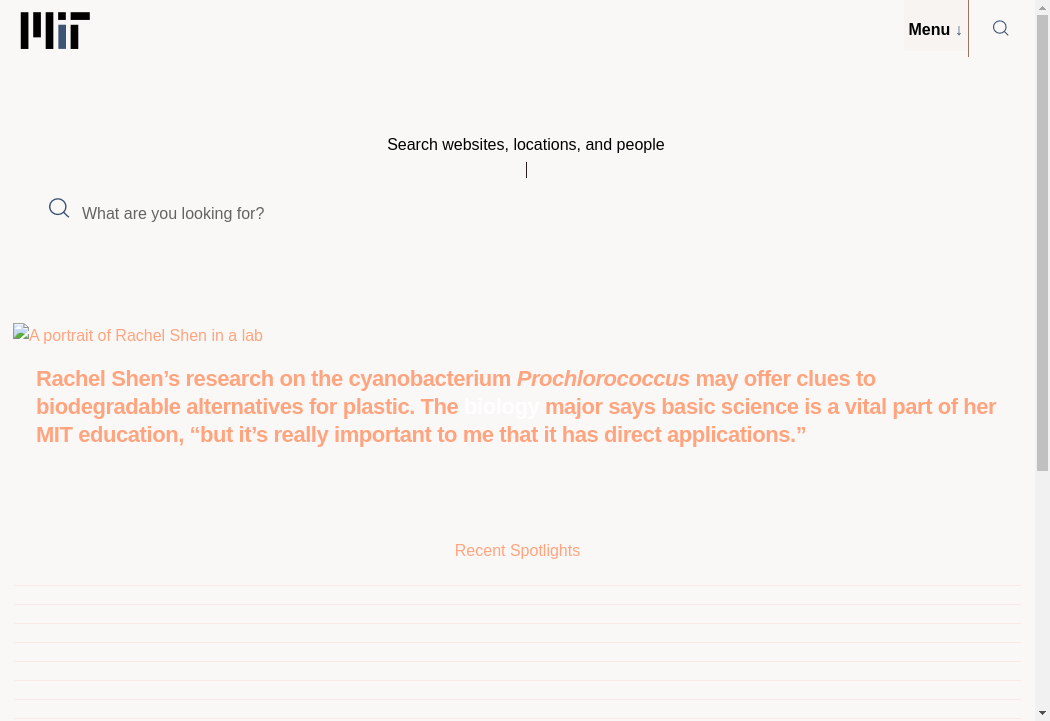 MIT
Menu ↓
Search websites, locations, and people
What are you looking for?
A portrait of Rachel Shen in a lab
Rachel Shen’s research on the cyanobacterium Prochlorococcus may offer clues to
biodegradable alternatives for plastic. The biology major says basic science is a vital part of her
MIT education, “but it’s really important to me that it has direct applications.”
Recent Spotlights